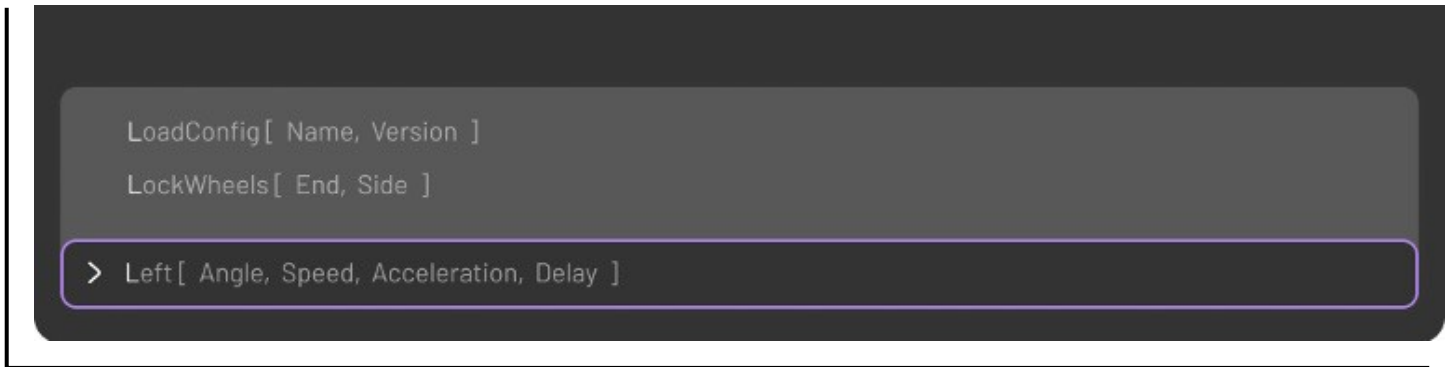 LoadConfig[ Name, Version ]
LockWheels[ End, Side ]
> Left[ Angle, Speed, Acceleration, Delay ]